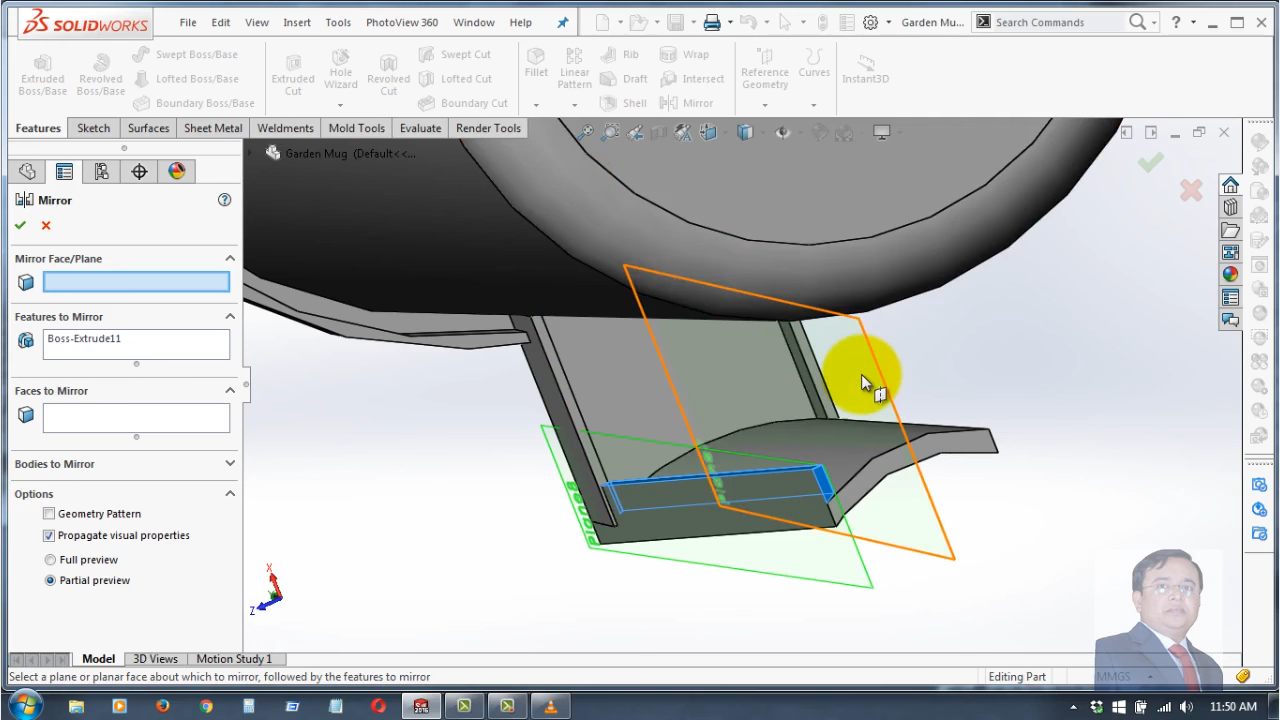 SOLIDWORKS File Edit View Insert Tools PhotoView 360 Window Help Garden Mu... Search Commands ?
Extruded Boss/Base Revolved Boss/Base Swept Boss/Base Lofted Boss/Base Boundary Boss/Base Extruded Cut Hole Wizard Revolved Cut Swept Cut Lofted Cut Boundary Cut Fillet Linear Pattern Rib Draft Shell Wrap Intersect Mirror Reference Geometry Curves Instant3D
Features Sketch Surfaces Sheet Metal Weldments Mold Tools Evaluate Render Tools
Garden Mug (Default<<...
Mirror
Mirror Face/Plane
Features to Mirror
Boss-Extrude11
Faces to Mirror
Bodies to Mirror
Options
Geometry Pattern
Propagate visual properties
Full preview
Partial preview
X
Z
Model 3D Views Motion Study 1
Select a plane or planar face about which to mirror, followed by the features to mirror Editing Part MMGS
2016
11:50 AM